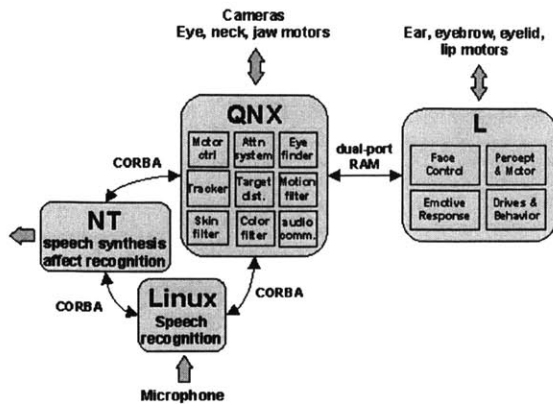 Cameras
Eye, neck, jaw motors
Ear, eyebrow, eyelid,
lip motors
QNX
Motor
ctrl
Attn
system
Eye
finder
Tracker
Target
dist.
Motion
filter
Skin
filter
Color
filter
audio
comm.
dual-port
RAM
L
Face
Control
Percept
& Motor
Emotive
Response
Drives &
Behavior
CORBA
NT
speech synthesis
affect recognition
CORBA
Linux
Speech
recognition
CORBA
Microphone